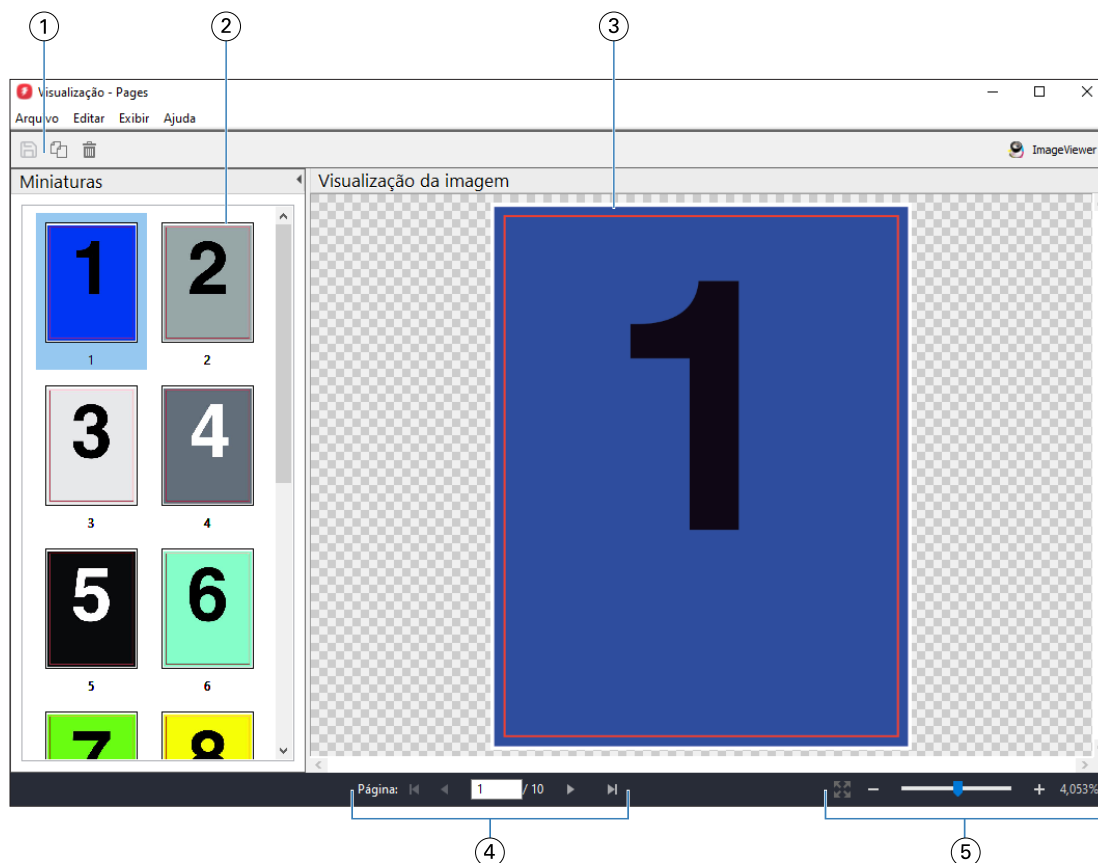 1 2 3
Visualização - Pages
Arquivo Editar Exibir Ajuda
ImageViewer
Miniaturas
Visualização da imagem
1 2
1 2
3 4
3 4
5 6
5 6
7 8
1
Página: 1 / 10
4,053%
4 5